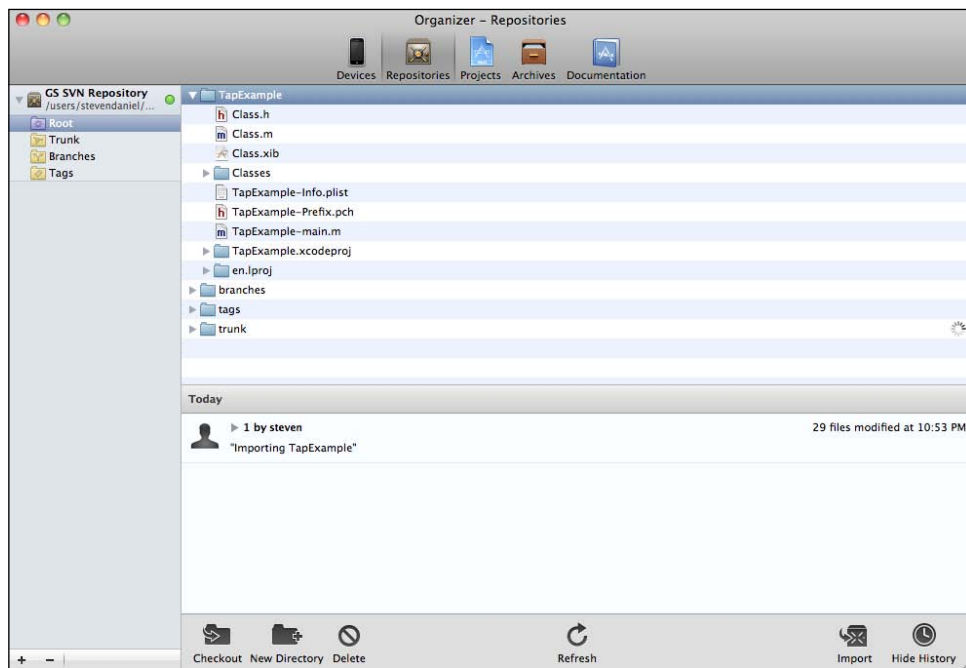 Organizer – Repositories
Devices Repositories Projects Archives Documentation
GS SVN Repository
/users/stevendaniel/...
Root
Trunk
Branches
Tags
TapExample
Class.h
Class.m
Class.xib
Classes
TapExample-Info.plist
TapExample-Prefix.pch
TapExample-main.m
TapExample.xcodeproj
en.lproj
branches
tags
trunk
Today
1 by steven 29 files modified at 10:53 PM
"Importing TapExample"
Checkout New Directory Delete Refresh Import Hide History